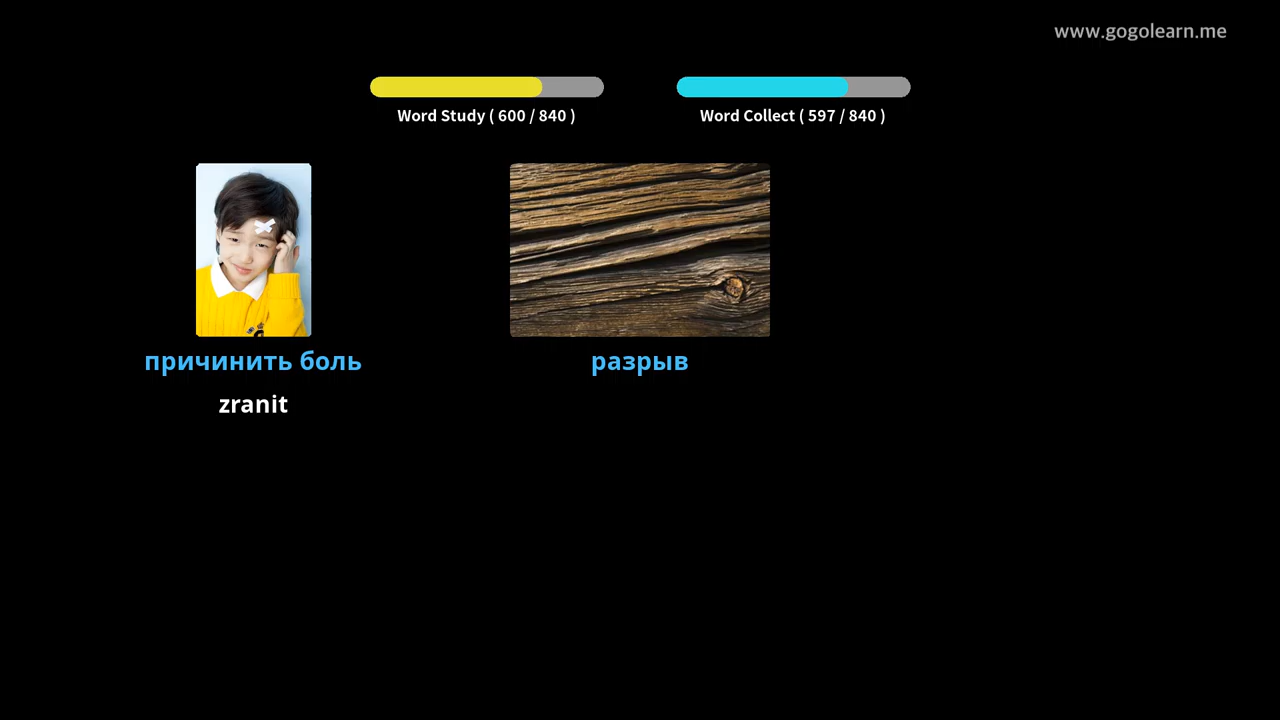 www.gogolearn.me
Word Study ( 600 / 840 )
Word Collect ( 597 / 840 )
причинить боль
разрыв
zranit